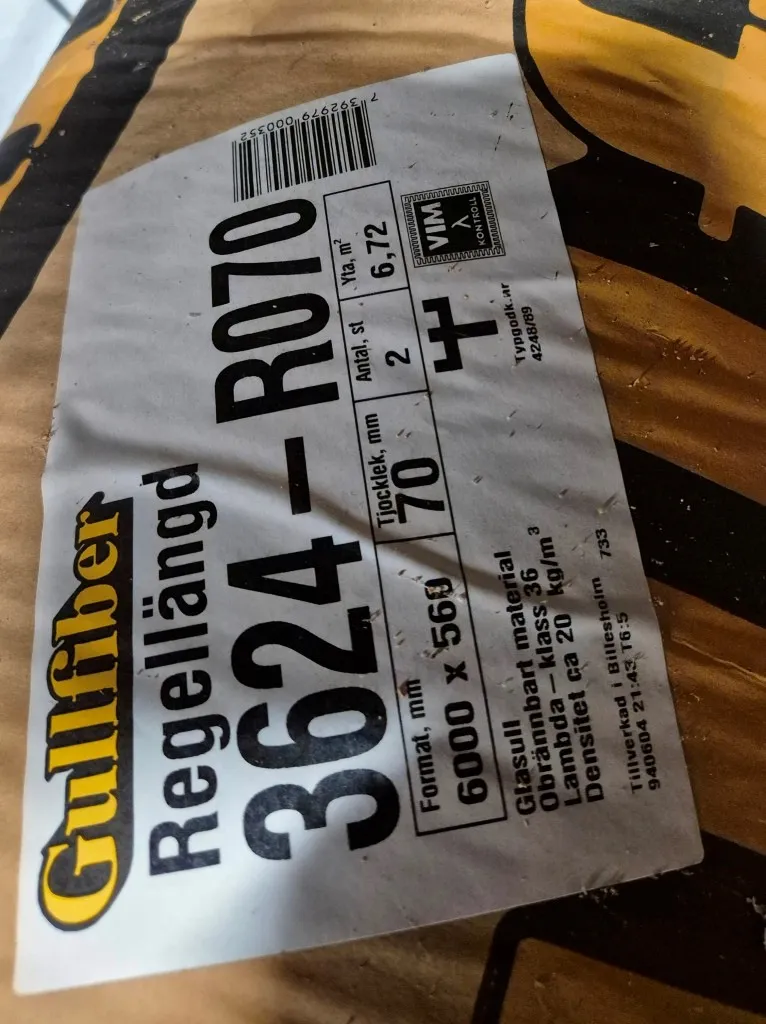 Gullfiber
Regellängd
3624-R070
7 392979 000352
Format, mm
6000 x 560
Tjocklek, mm
70
Antal, st
2
Yta, m²
6,72
VIM
λ
KONTROLL
Glasull
Obrännbart material
Lambda-klass 36
Densitet ca 20 kg/m³
Typgodk.nr
4248/89
Tillverkad i Billesholm 733
940604 21:43 T6:5